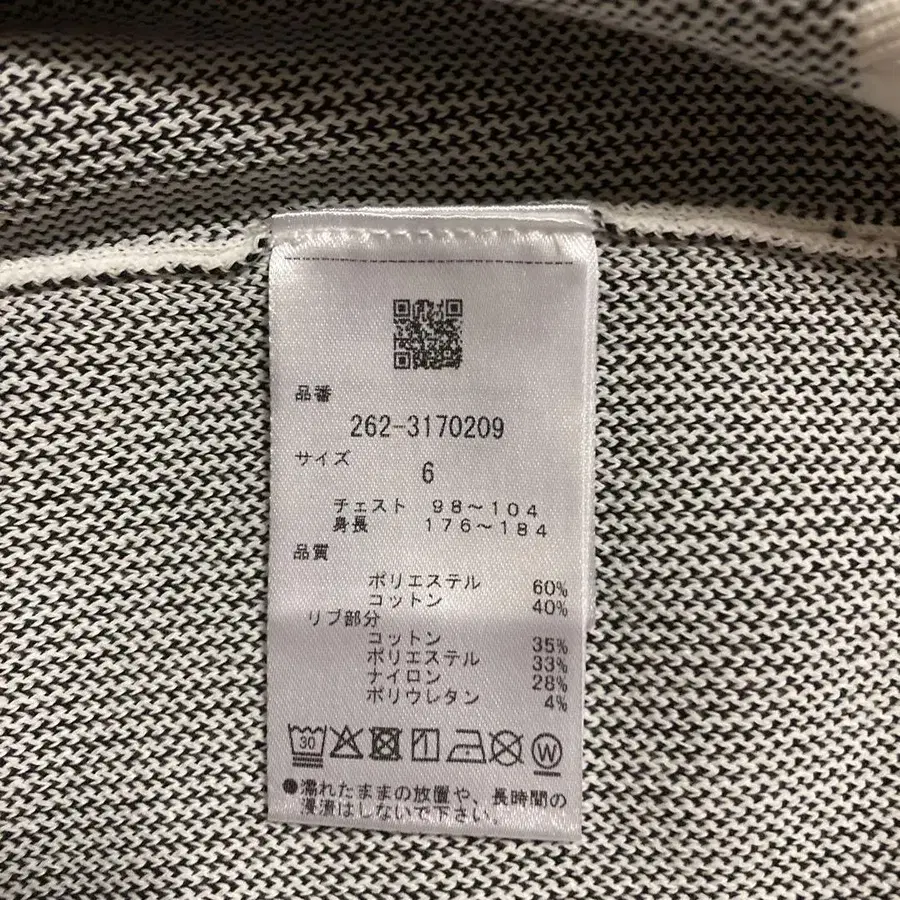 品番
262-3170209
サイズ
6
チェスト 98～104
身長 176～184
品質
ポリエステル 60%
コットン 40%
リブ部分
コットン 35%
ポリエステル 33%
ナイロン 28%
ポリウレタン 4%
30 W
●濡れたままの放置や、長時間の
浸漬はしないで下さい。